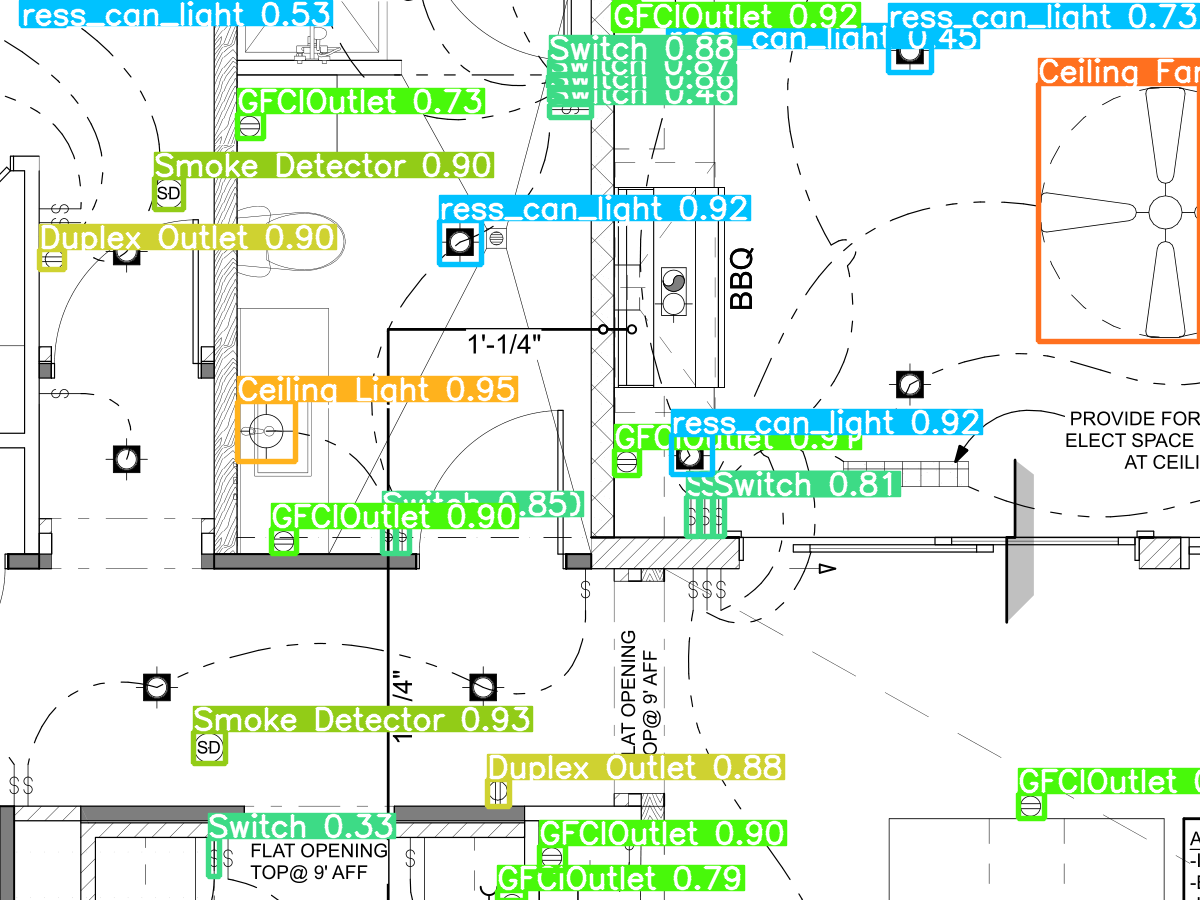 ress_can_light 0.53
GFCIOutlet 0.92
ress_can_light 0.73
ress_can_light 0.45
Switch 0.88
Switch 0.87
Switch 0.86
Switch 0.46
Ceiling Fan
GFCIOutlet 0.73
S
Smoke Detector 0.90
SD
S
S
Duplex Outlet 0.90
ress_can_light 0.92
BBQ
1'-1/4"
Ceiling Light 0.95
S
ress_can_light 0.92
GFCIOutlet 0.91
PROVIDE FOR
ELECT SPACE
AT CEILI
Switch 0.81
S S S
Switch 0.85
GFCIOutlet 0.90
S
S S S
FLAT OPENING
TOP@ 9' AFF
/4"
Smoke Detector 0.93
SD
Duplex Outlet 0.88
S S
GFCIOutlet
Switch 0.33
S S
FLAT OPENING
TOP@ 9' AFF
S
GFCIOutlet 0.90
GFCIOutlet 0.79
A